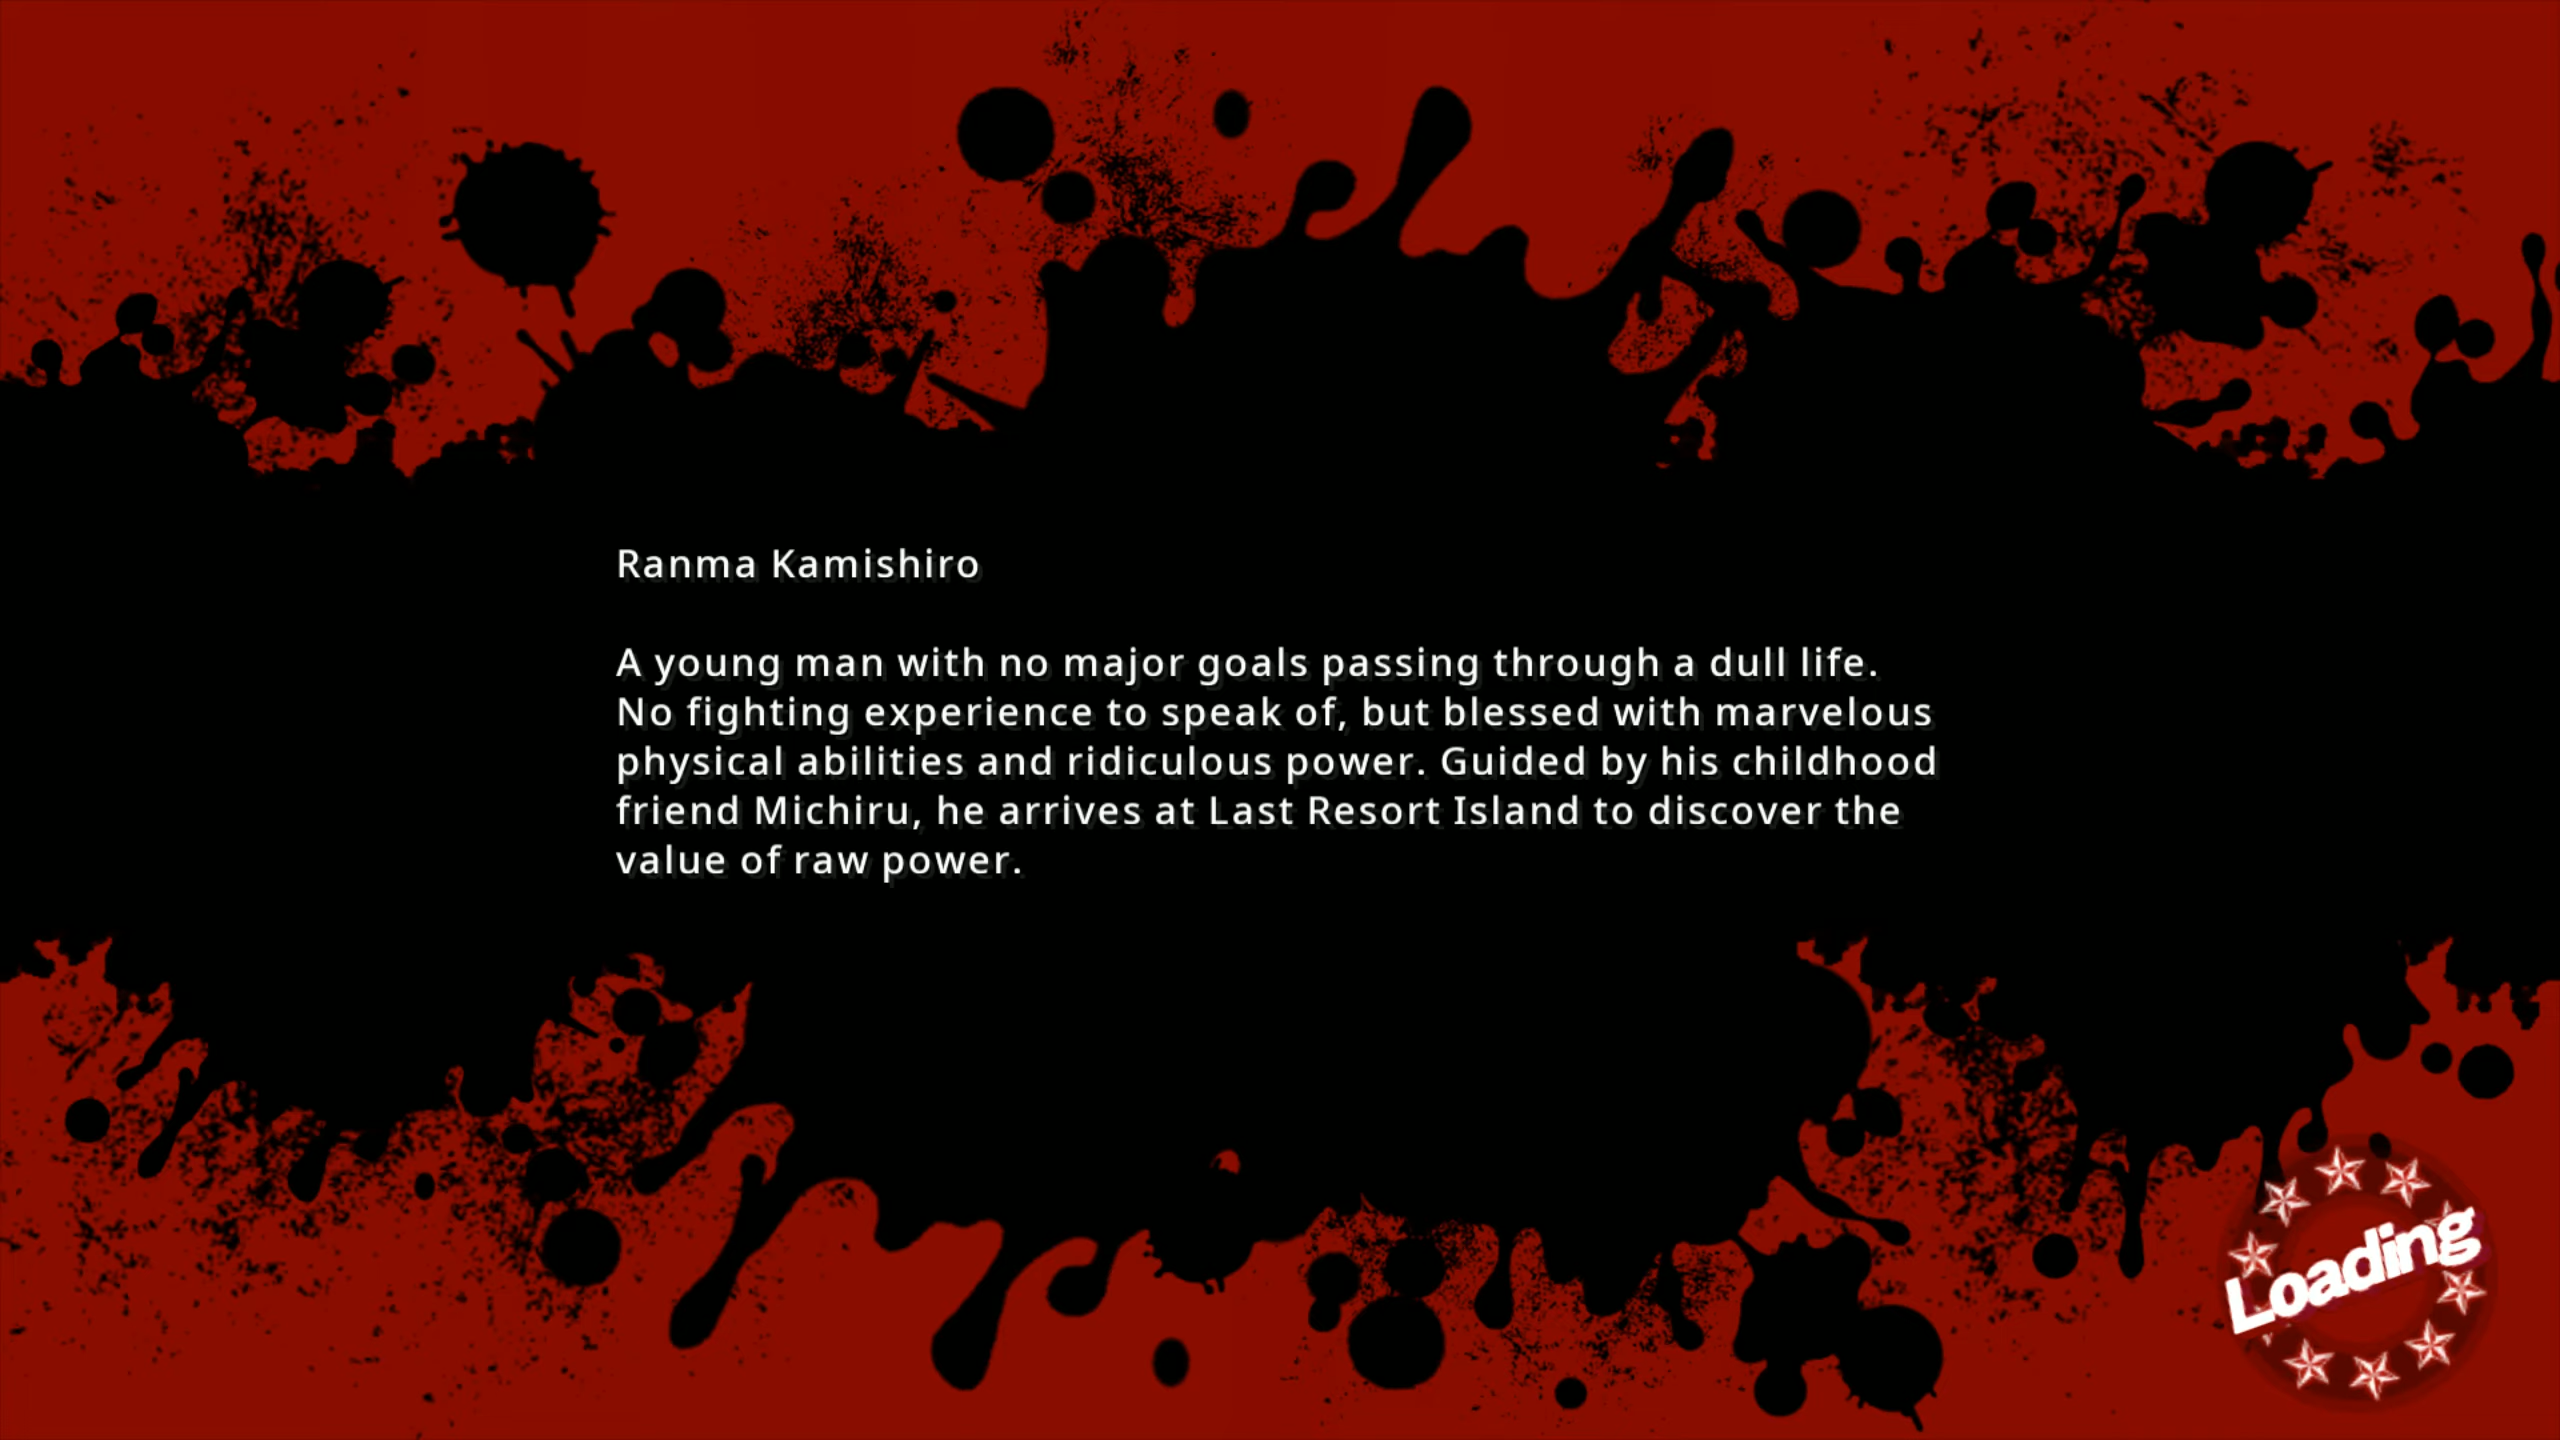 Ranma Kamishiro
A young man with no major goals passing through a dull life.
No fighting experience to speak of, but blessed with marvelous
physical abilities and ridiculous power. Guided by his childhood
friend Michiru, he arrives at Last Resort Island to discover the
value of raw power.
Loading